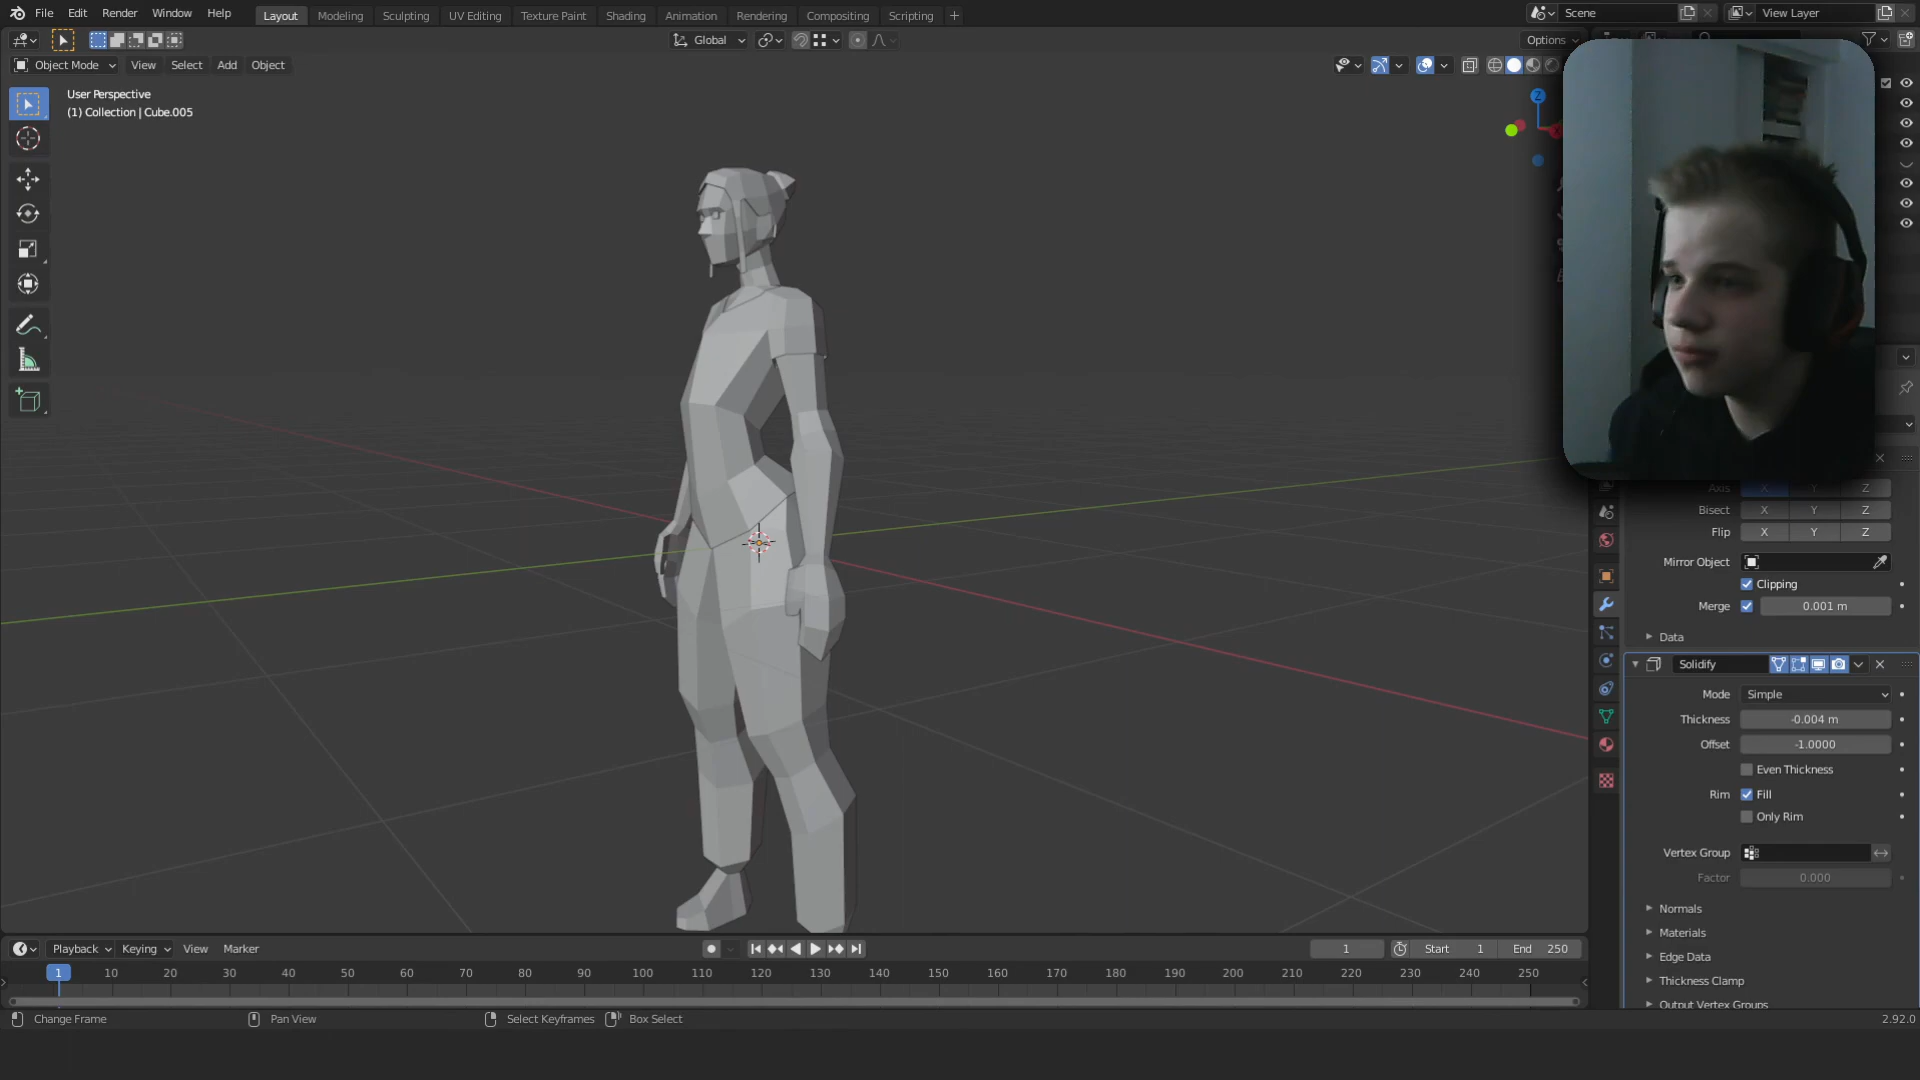 File Edit Render Window Help Layout Modeling Sculpting UV Editing Texture Paint Shading Animation Rendering Compositing Scripting + Scene View Layer
Global Options
Object Mode View Select Add Object
User Perspective
(1) Collection | Cube.005
Z
Axis X Y Z
Bisect X Y Z
Flip X Y Z
Mirror Object
Clipping
Merge 0.001 m
Data
Solidify
Mode Simple
Thickness -0.004 m
Offset -1.0000
Even Thickness
Rim Fill
Only Rim
Vertex Group
Factor 0.000
Normals
Materials
Edge Data
Thickness Clamp
Output Vertex Groups
Playback Keying View Marker 1 Start 1 End 250
1 10 20 30 40 50 60 70 80 90 100 110 120 130 140 150 160 170 180 190 200 210 220 230 240 250
Change Frame Pan View Select Keyframes Box Select 2.92.0